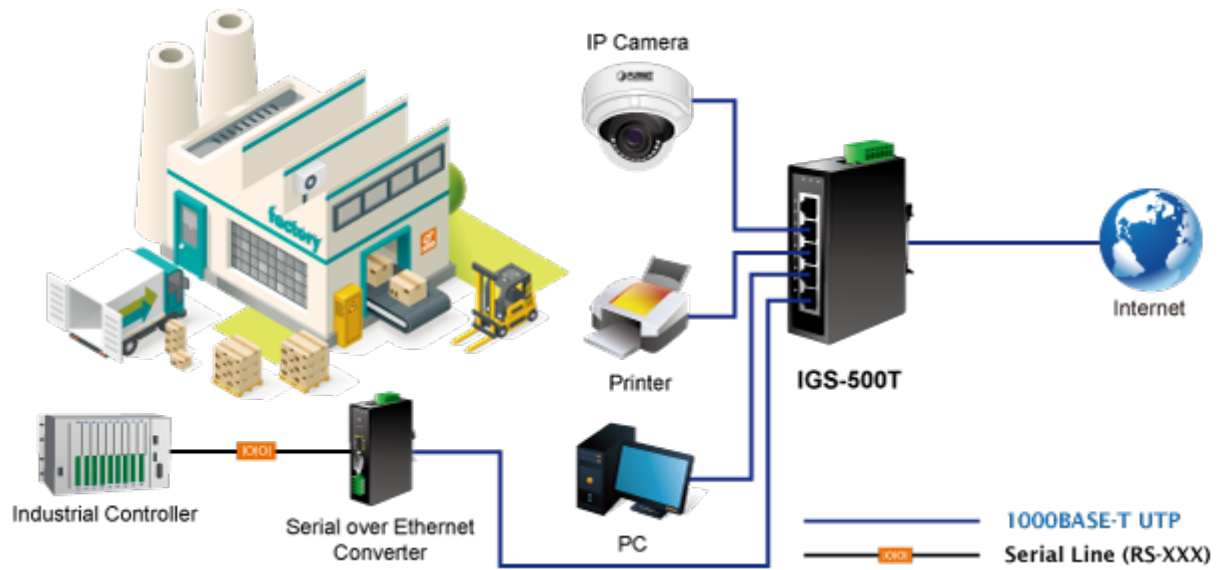 IP Camera
PLANET
factory
Printer
IGS-500T
Internet
Industrial Controller
Serial over Ethernet
Converter
PC
1000BASE-T UTP
Serial Line (RS-XXX)